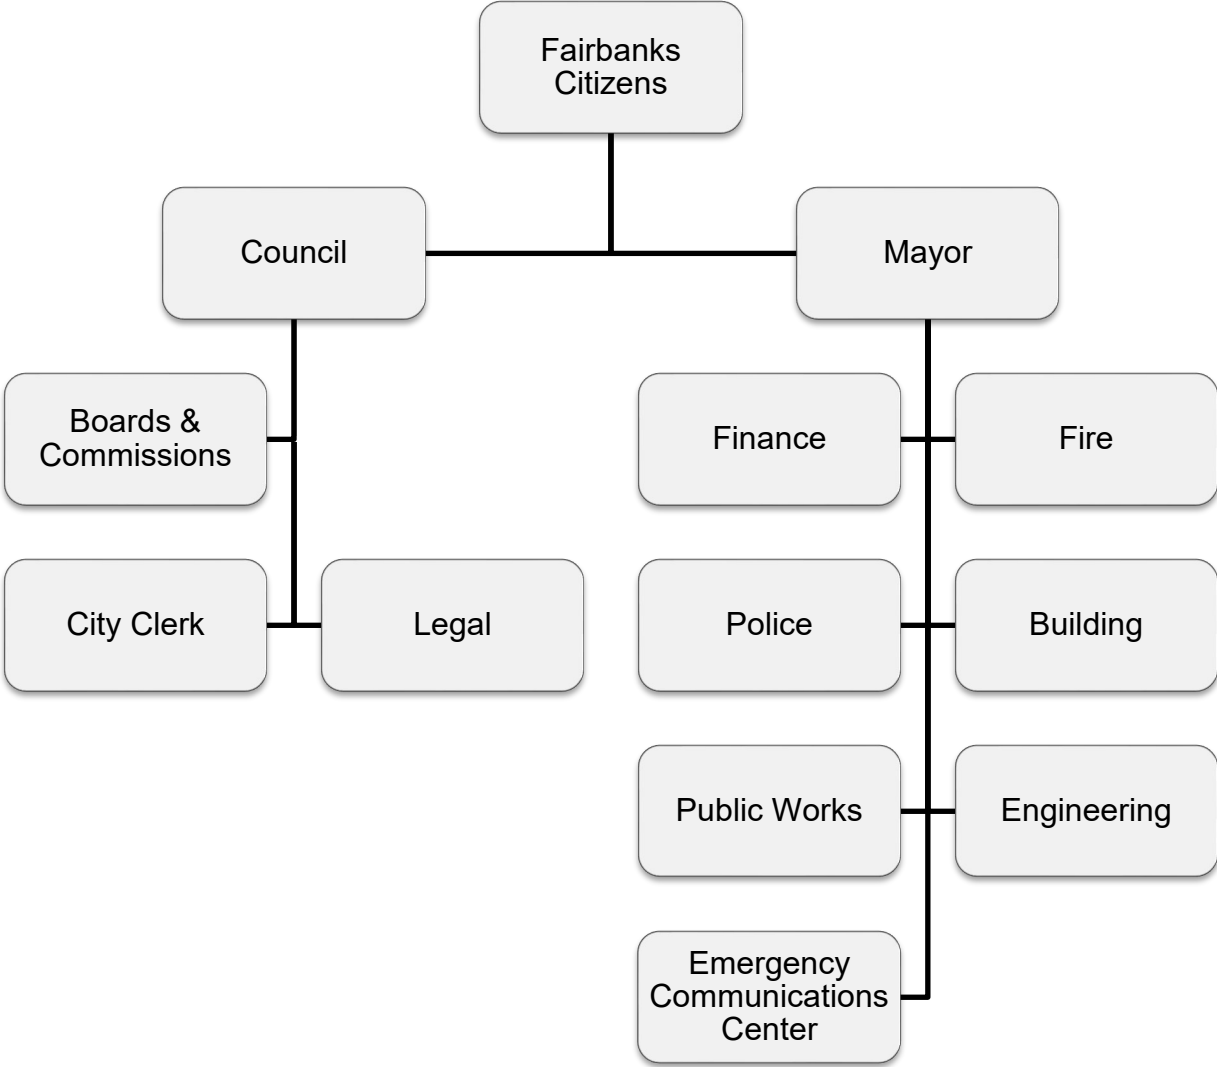 Fairbanks
Citizens
Council
Mayor
Boards &
Commissions
Finance
Fire
City Clerk
Legal
Police
Building
Public Works
Engineering
Emergency
Communications
Center